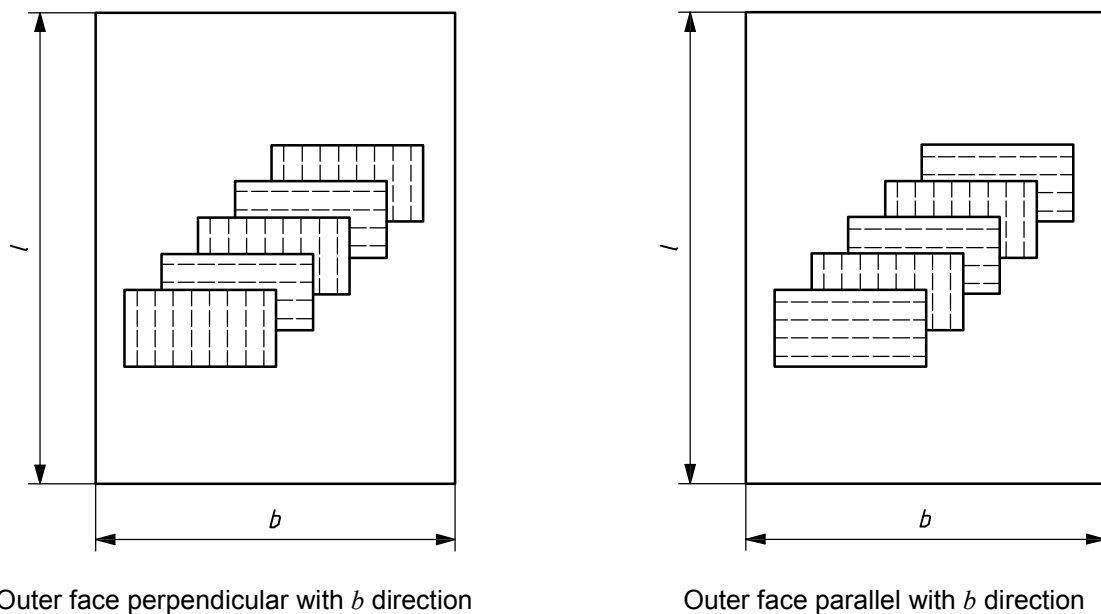 l
l
b
b
Outer face perpendicular with b direction
Outer face parallel with b direction